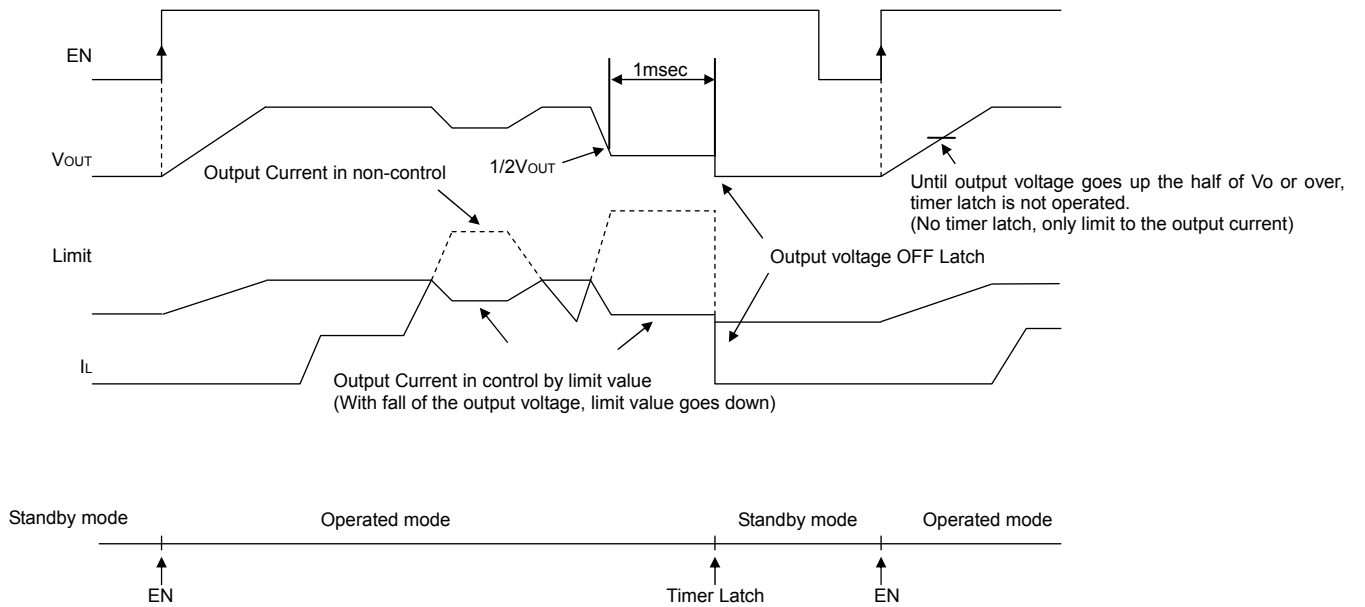 EN
1msec
VOUT
Output Current in non-control
1/2VOUT
Until output voltage goes up the half of Vo or over,
timer latch is not operated.
(No timer latch, only limit to the output current)
Limit
Output voltage OFF Latch
IL
Output Current in control by limit value
(With fall of the output voltage, limit value goes down)
Standby mode
Operated mode
Standby mode
Operated mode
EN
Timer Latch
EN